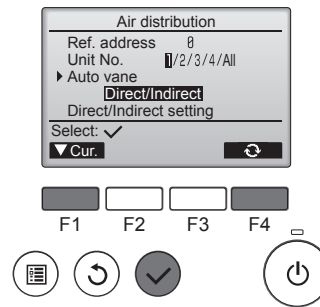 Air distribution
Ref. address 0
Unit No. 1/2/3/4/All
Auto vane
Direct/Indirect
Direct/Indirect setting
Select:
Cur.
F1 F2 F3 F4